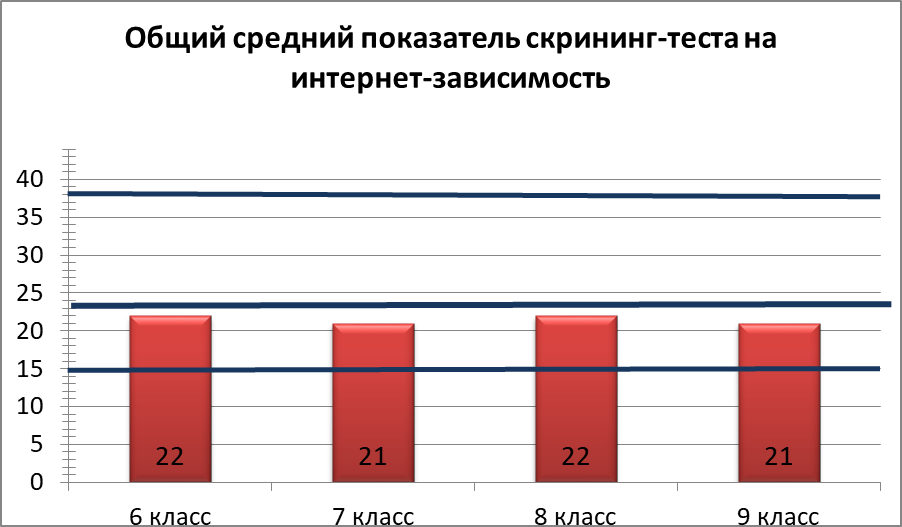 Общий средний показатель скрининг-теста на
интернет-зависимость
40
35
30
25
20
15
10
5
0
22
21
22
21
6 класс
7 класс
8 класс
9 класс